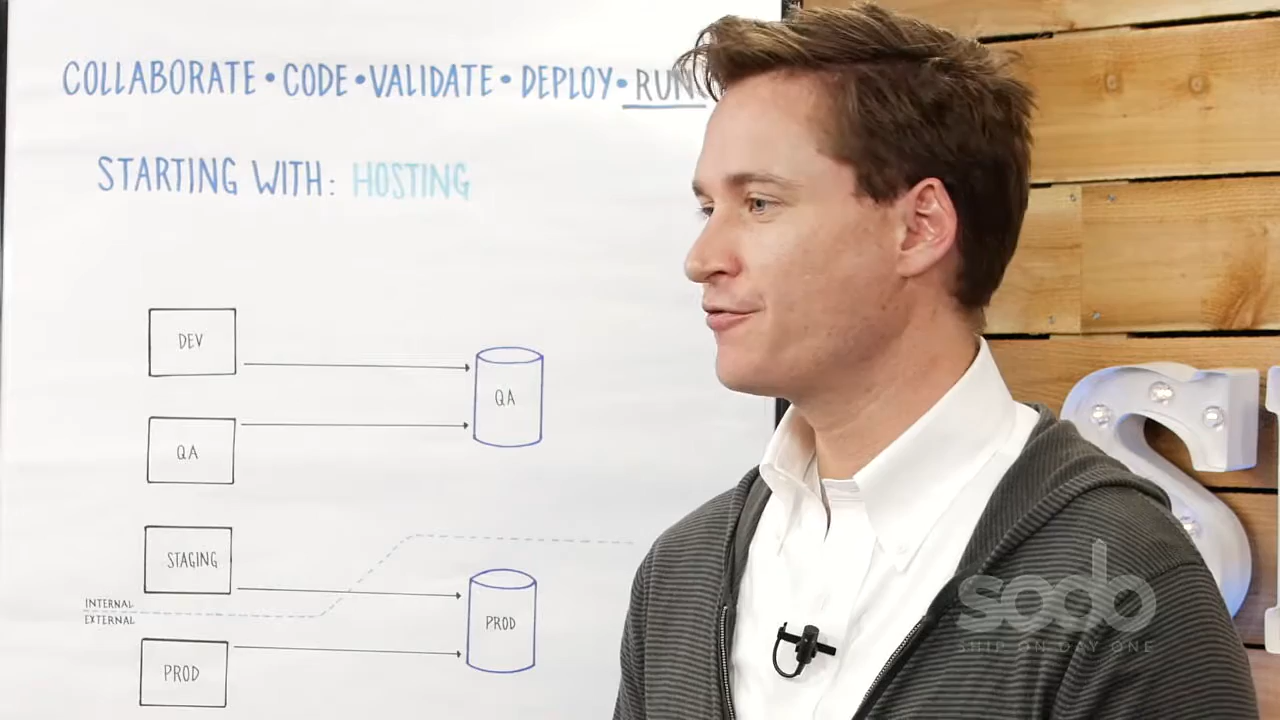 COLLABORATE • CODE • VALIDATE • DEPLOY • RUN
STARTING WITH: HOSTING
DEV
QA
QA
STAGING
INTERNAL
EXTERNAL
PROD
PROD
S
sodo
SHIP ON DAY ONE